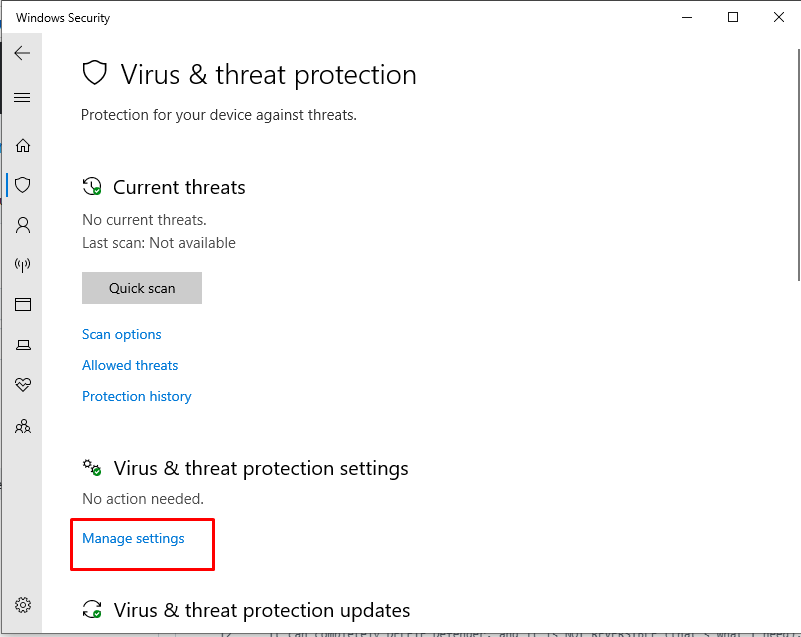 Windows Security
Virus & threat protection
Protection for your device against threats.
Current threats
No current threats.
Last scan: Not available
Quick scan
Scan options
Allowed threats
Protection history
Virus & threat protection settings
No action needed.
Manage settings
Virus & threat protection updates